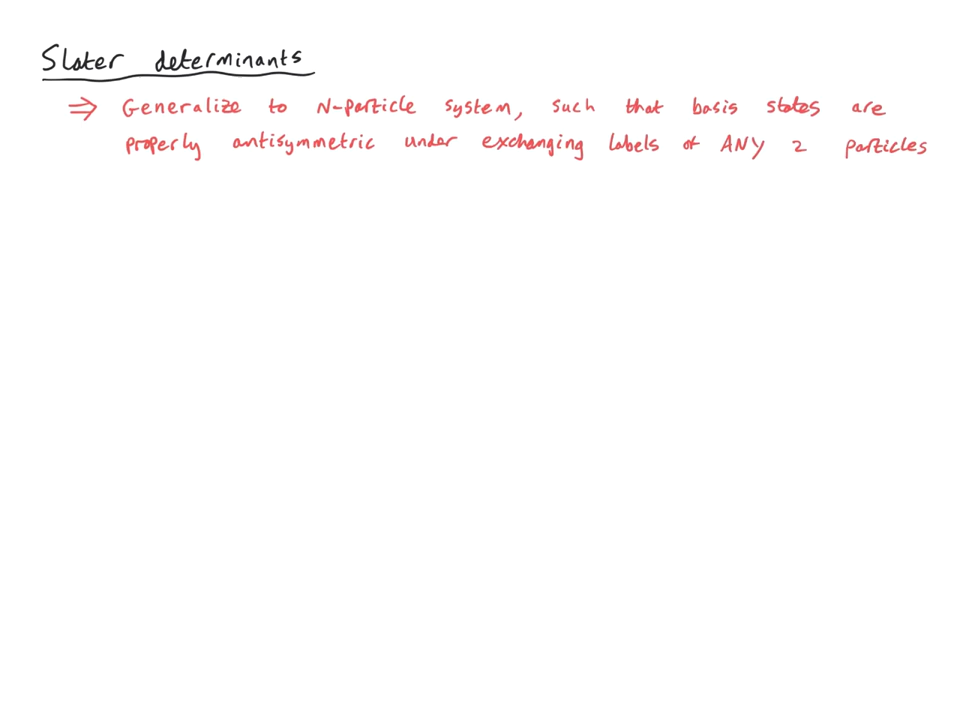 Slater determinants
⇒ Generalize to N-particle system, such that basis states are
properly antisymmetric under exchanging labels of ANY 2 particles